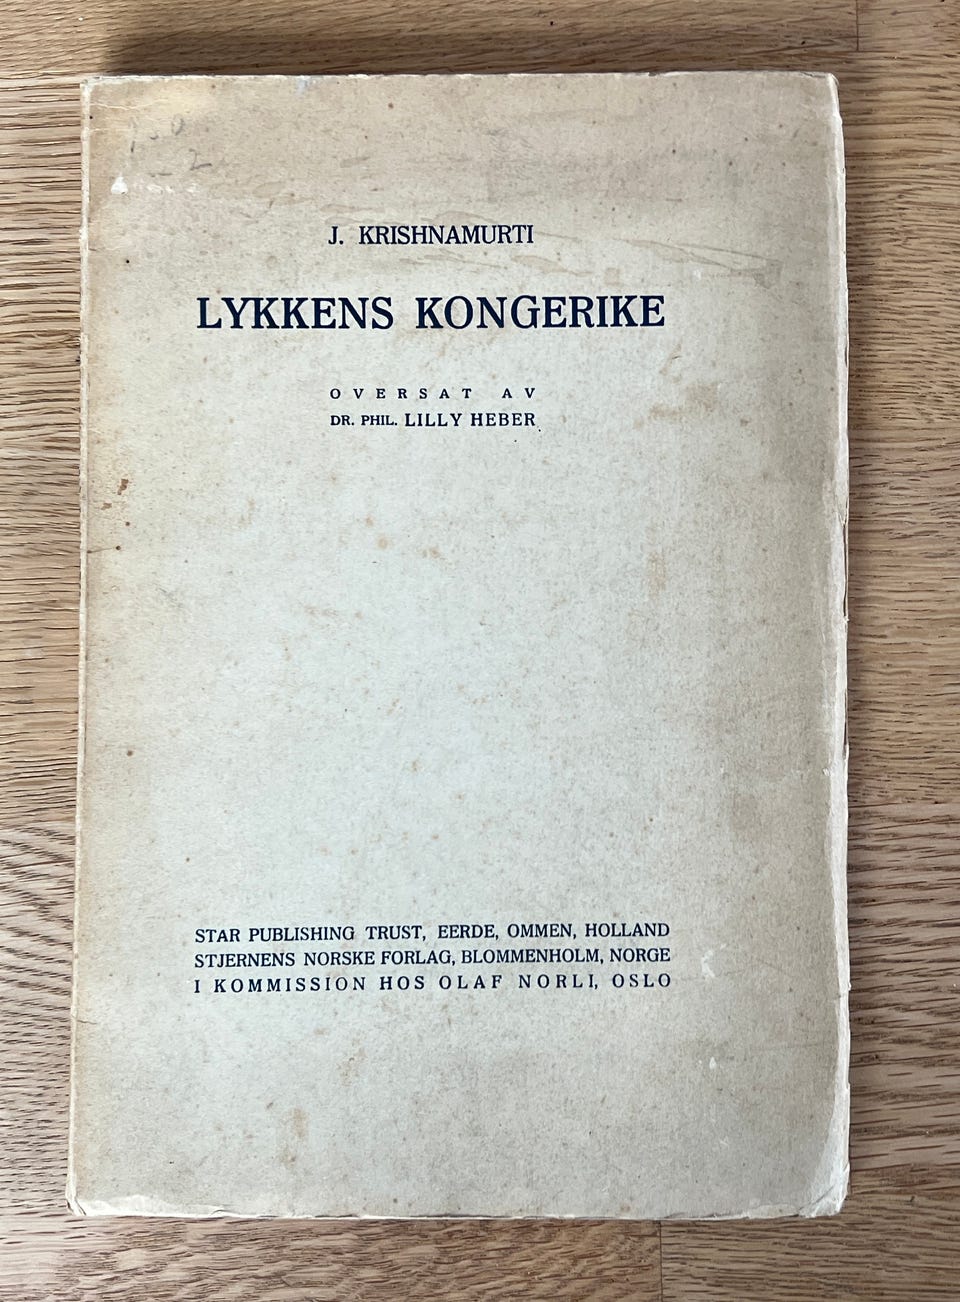 J. KRISHNAMURTI
LYKKENS KONGERIKE
OVERSAT AV
DR. PHIL. LILLY HEBER
STAR PUBLISHING TRUST, EERDE, OMMEN, HOLLAND
STJERNENS NORSKE FORLAG, BLOMMENHOLM, NORGE
I KOMMISSION HOS OLAF NORLI, OSLO